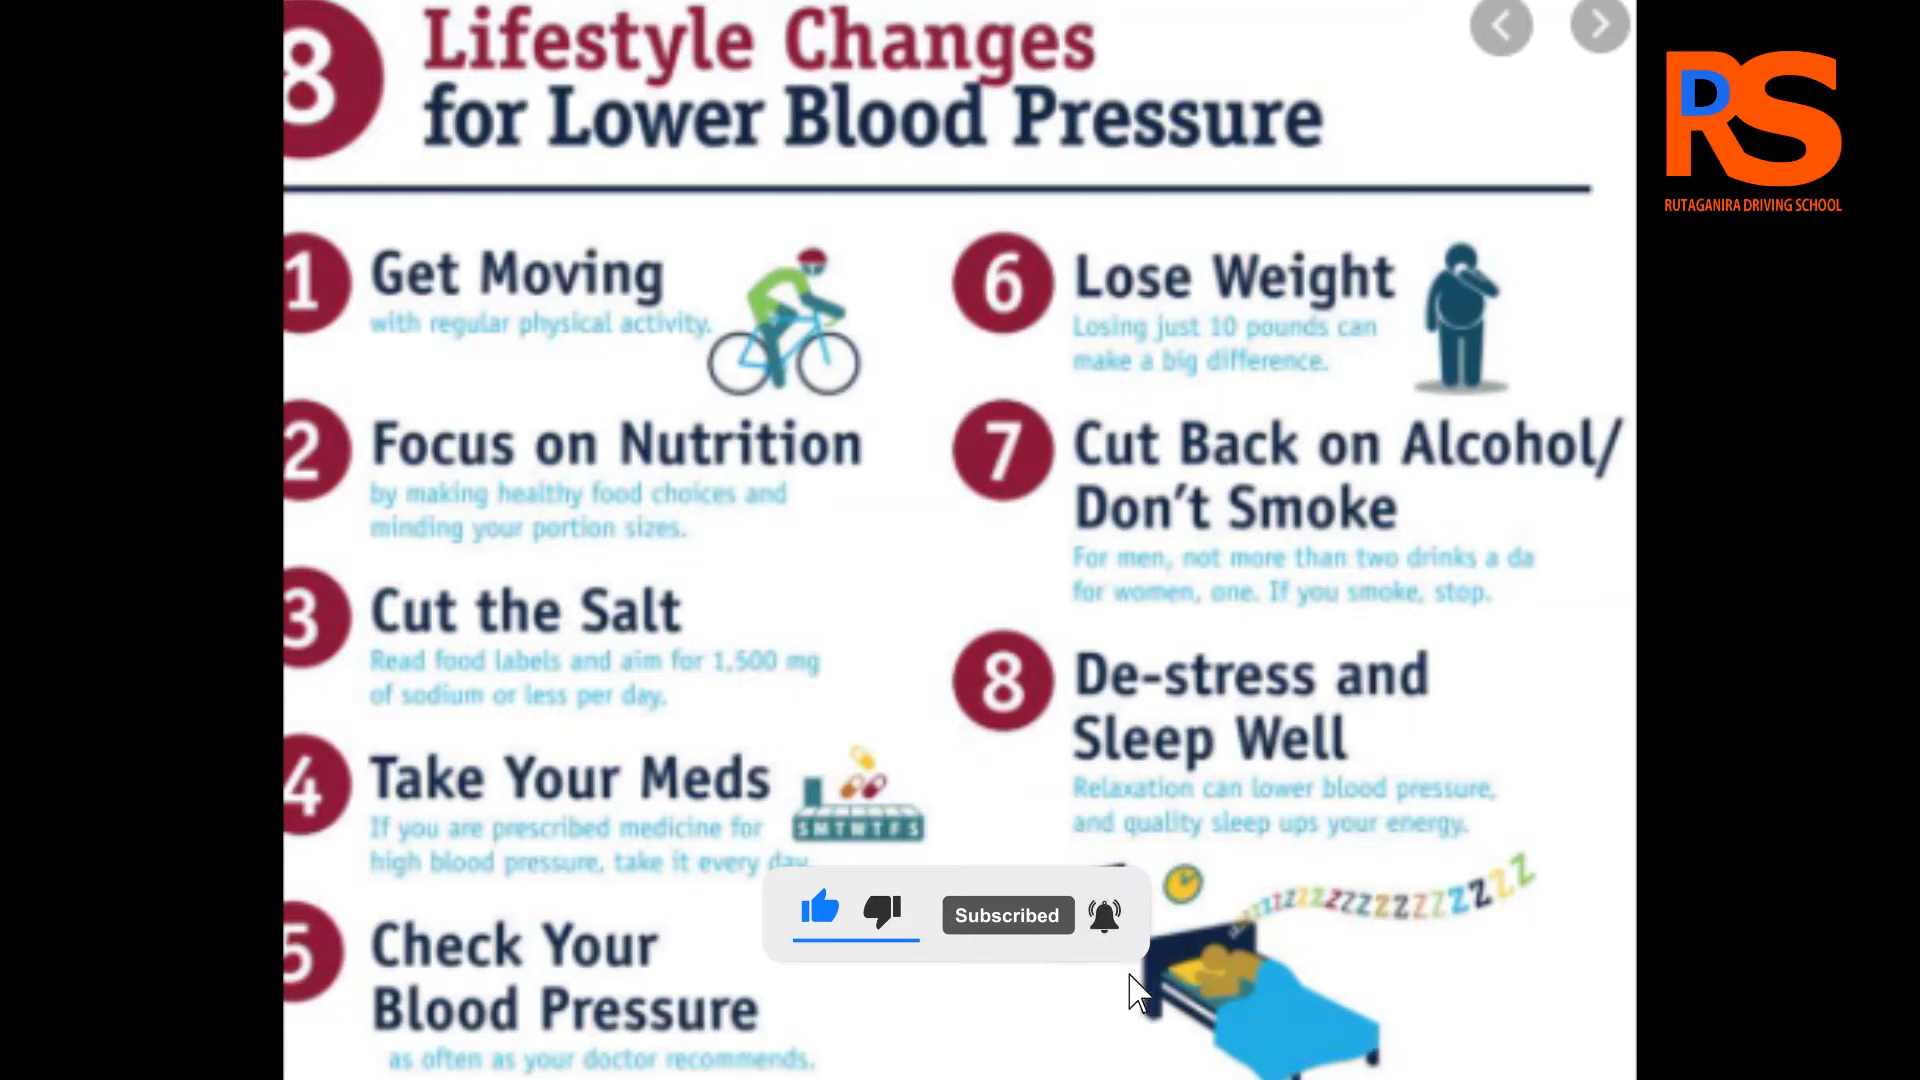 8
Lifestyle Changes
for Lower Blood Pressure
1
Get Moving
with regular physical activity.
2
Focus on Nutrition
by making healthy food choices and
minding your portion sizes.
3
Cut the Salt
Read food labels and aim for 1,500 mg
of sodium or less per day.
4
Take Your Meds
If you are prescribed medicine for
high blood pressure, take it every day.
S M T W T F S
5
Check Your
Blood Pressure
as often as your doctor recommends.
6
Lose Weight
Losing just 10 pounds can
make a big difference.
7
Cut Back on Alcohol/
Don't Smoke
For men, not more than two drinks a da
for women, one. If you smoke, stop.
8
De-stress and
Sleep Well
Relaxation can lower blood pressure,
and quality sleep ups your energy.
zzzzzzzzzzzzzzzZZZZ
Subscribed
RDS
RUTAGANIRA DRIVING SCHOOL